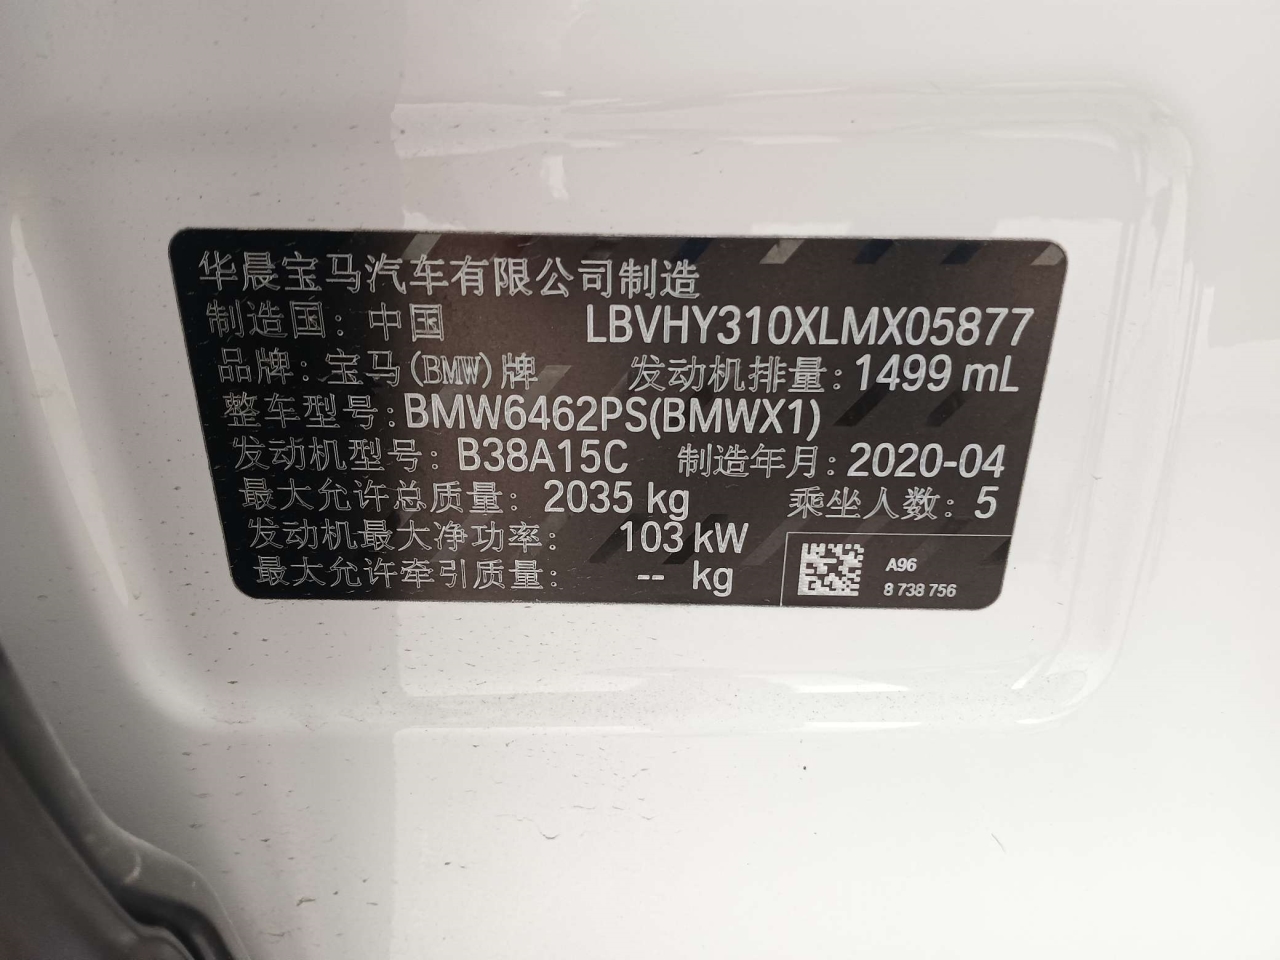 华晨宝马汽车有限公司制造
制造国：中国 LBVHY310XLMX05877
品牌：宝马(BMW)牌 发动机排量：1499 mL
整车型号：BMW6462PS(BMWX1)
发动机型号：B38A15C 制造年月：2020-04
最大允许总质量：2035 kg 乘坐人数：5
发动机最大净功率：103 kW
最大允许牵引质量：-- kg
A96
8 738 756